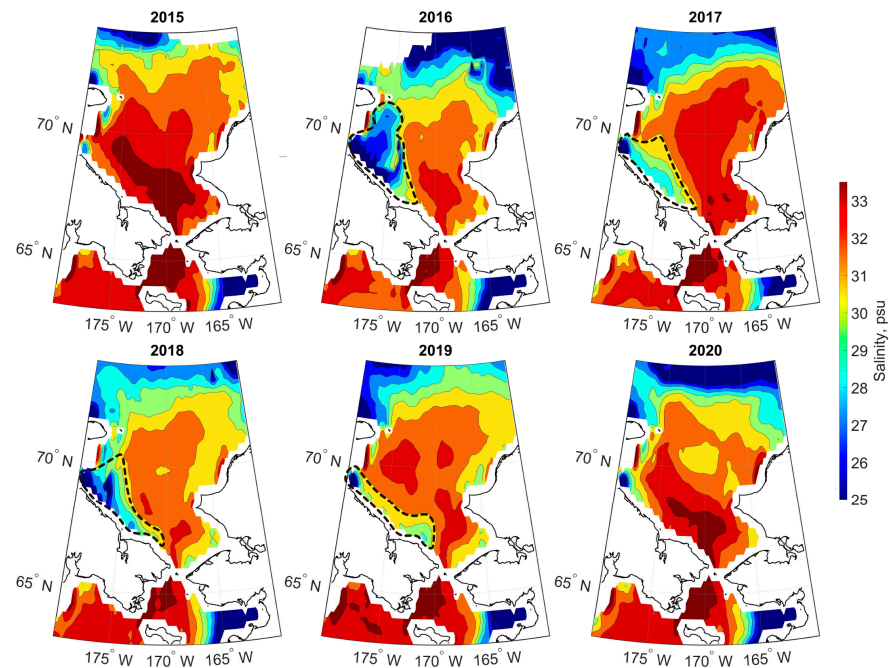 2015
2016
2017
70° N
70° N
70° N
65° N
65° N
65° N
175° W
170° W
165° W
175° W
170° W
165° W
175° W
170° W
165° W
2018
2019
2020
70° N
70° N
70° N
65° N
65° N
65° N
175° W
170° W
165° W
175° W
170° W
165° W
175° W
170° W
165° W
33
32
31
30
29
28
27
26
25
Salinity, psu